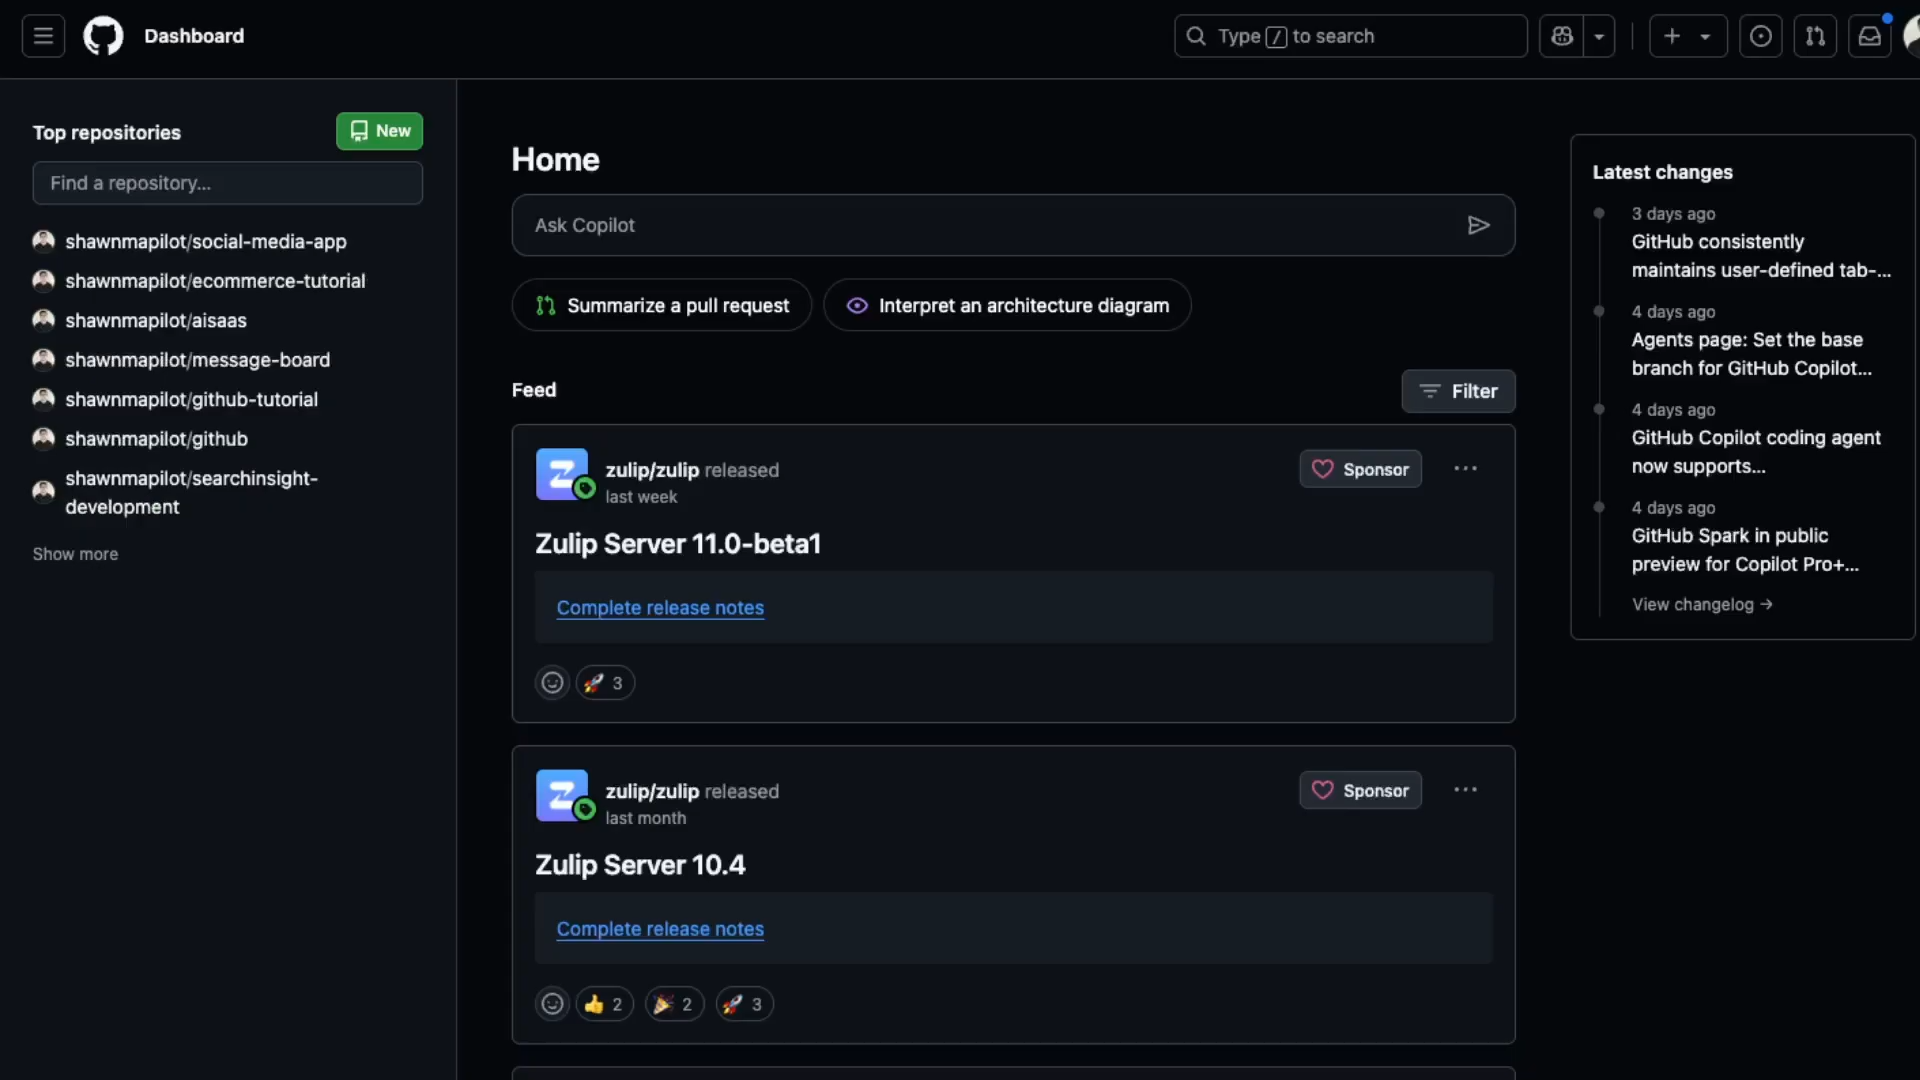 Dashboard
Type / to search
Top repositories
New
Find a repository...
shawnmapilot/social-media-app
shawnmapilot/ecommerce-tutorial
shawnmapilot/aisaas
shawnmapilot/message-board
shawnmapilot/github-tutorial
shawnmapilot/github
shawnmapilot/searchinsight-
development
Show more
Home
Ask Copilot
Summarize a pull request
Interpret an architecture diagram
Feed
Filter
zulip/zulip released
last week
Sponsor
Zulip Server 11.0-beta1
Complete release notes
3
zulip/zulip released
last month
Sponsor
Zulip Server 10.4
Complete release notes
2
2
3
Latest changes
3 days ago
GitHub consistently
maintains user-defined tab-...
4 days ago
Agents page: Set the base
branch for GitHub Copilot...
4 days ago
GitHub Copilot coding agent
now supports...
4 days ago
GitHub Spark in public
preview for Copilot Pro+...
View changelog →